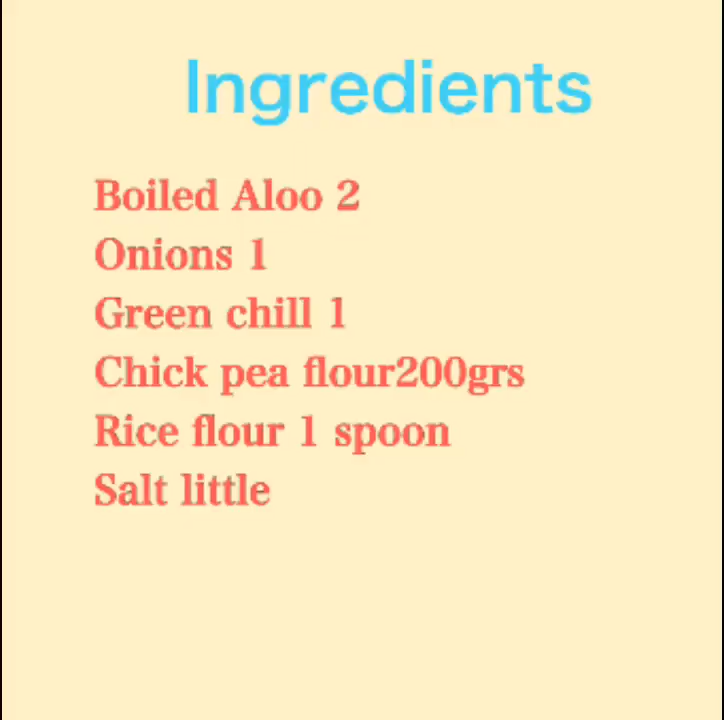 Ingredients
Boiled Aloo 2
Onions 1
Green chill 1
Chick pea flour200grs
Rice flour 1 spoon
Salt little